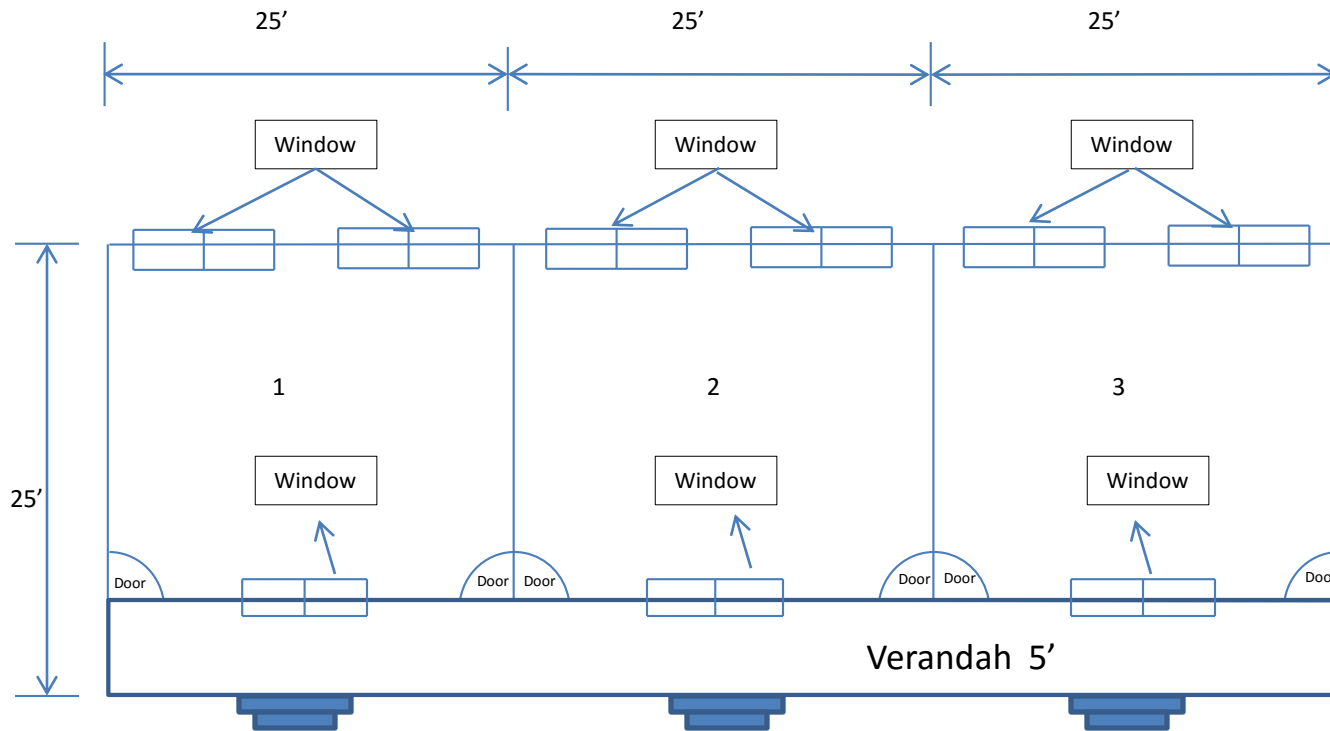 25’ 25’ 25’
Window Window Window
1 2 3
Window Window Window
25’
Door Door Door Door Door Door
Verandah 5’